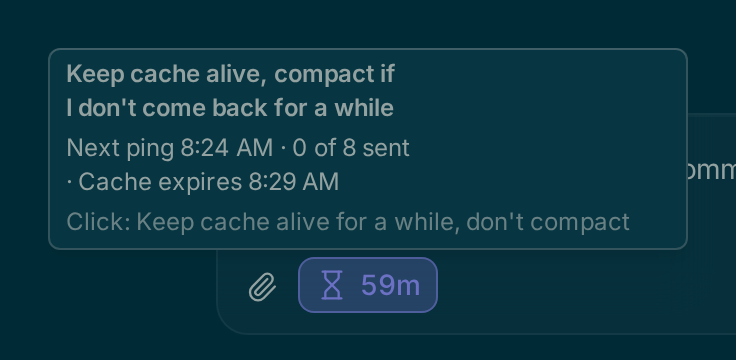 Keep cache alive, compact if
I don't come back for a while
Next ping 8:24 AM · 0 of 8 sent
· Cache expires 8:29 AM
Click: Keep cache alive for a while, don't compact
59m